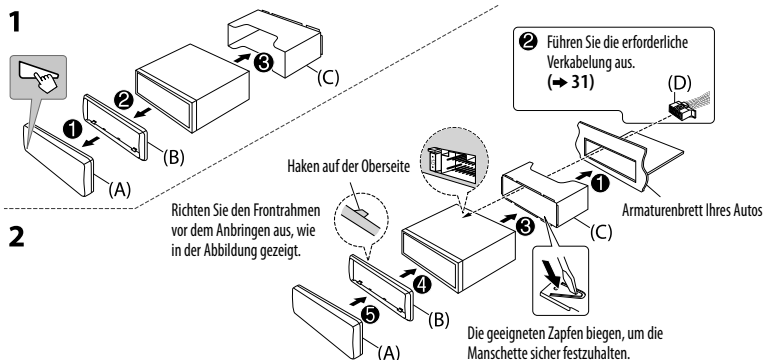 1
❶
❷
❸
(A)
(B)
(C)
2
❷ Führen Sie die erforderliche
Verkabelung aus.
(➜ 31)
(D)
Haken auf der Oberseite
Richten Sie den Frontrahmen
vor dem Anbringen aus, wie
in der Abbildung gezeigt.
❶
Armaturenbrett Ihres Autos
(C)
❸
❹
(B)
❺
(A)
Die geeigneten Zapfen biegen, um die
Manschette sicher festzuhalten.